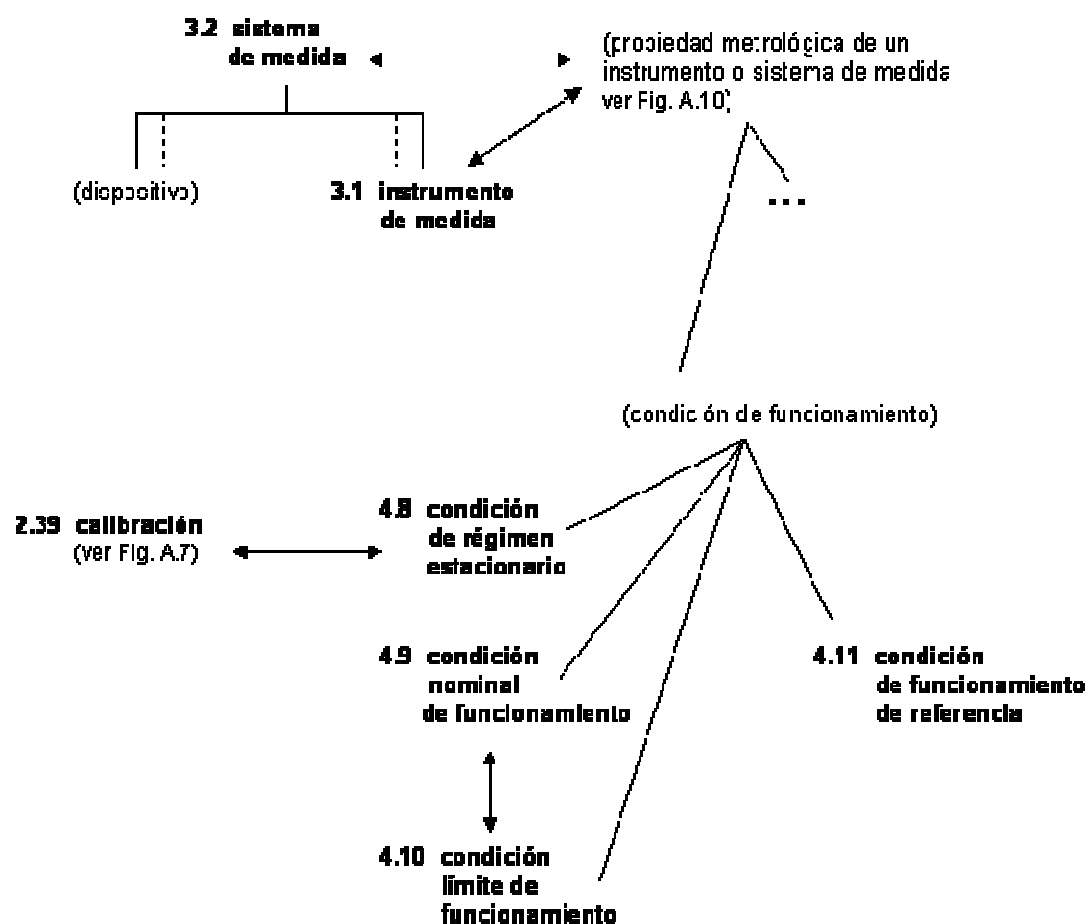 3.2 sistema
de medida
(propiedad metrológica de un
instrumento o sistema de medida
ver Fig. A.10)
(dispositivo)
3.1 instrumento
de medida
...
(condición de funcionamiento)
2.39 calibración
(ver Fig. A.7)
4.8 condición
de régimen
estacionario
4.9 condición
nominal
de funcionamiento
4.11 condición
de funcionamiento
de referencia
4.10 condición
límite de
funcionamiento